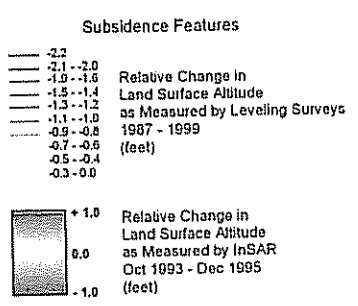 Subsidence Features
-2.2
-2.1 - -2.0
-1.9 - -1.6
-1.5 - -1.4
-1.3 - -1.2
-1.1 - -1.0
-0.9 - -0.8
-0.7 - -0.6
-0.5 - -0.4
-0.3 - 0.0
Relative Change in
Land Surface Altitude
as Measured by Leveling Surveys
1987 - 1999
(feet)
+ 1.0
0.0
- 1.0
Relative Change in
Land Surface Altitude
as Measured by InSAR
Oct 1993 - Dec 1995
(feet)